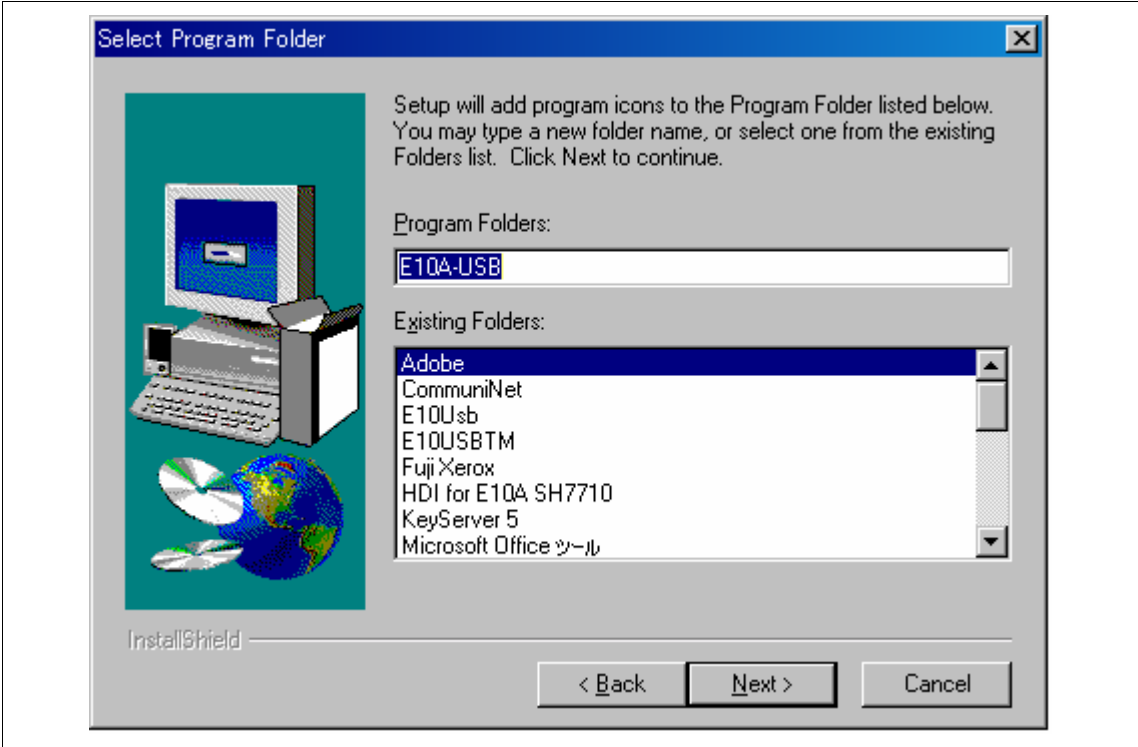 Select Program Folder
Setup will add program icons to the Program Folder listed below.
You may type a new folder name, or select one from the existing
Folders list.  Click Next to continue.
Program Folders:
E10A-USB
Existing Folders:
Adobe
CommuniNet
E10Usb
E10USBTM
Fuji Xerox
HDI for E10A SH7710
KeyServer 5
Microsoft Office ツール
InstallShield
< Back
Next >
Cancel